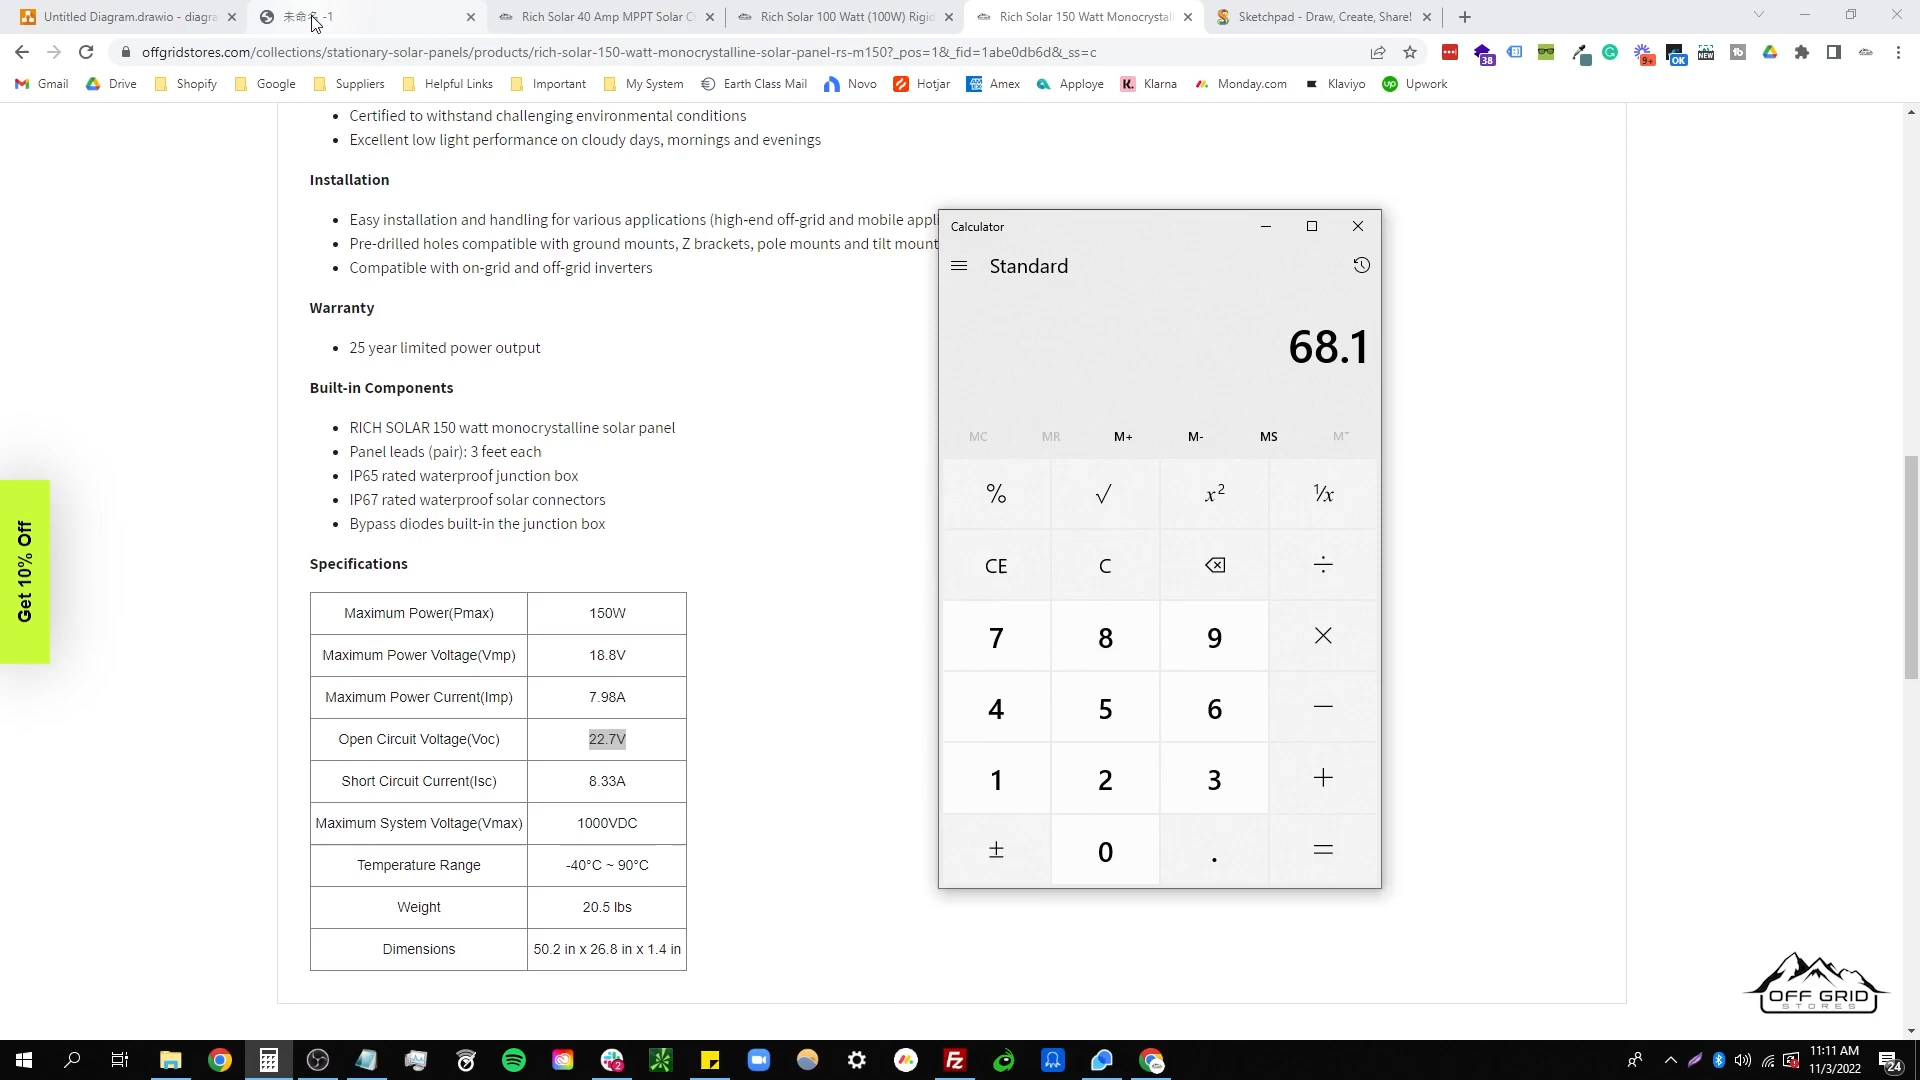 Untitled Diagram.drawio - diagra
未命名 -1
Rich Solar 40 Amp MPPT Solar C
Rich Solar 100 Watt (100W) Rigid
Rich Solar 150 Watt Monocrystall
Sketchpad - Draw, Create, Share!
offgridstores.com/collections/stationary-solar-panels/products/rich-solar-150-watt-monocrystalline-solar-panel-rs-m150?_pos=1&_fid=1abe0db6d&_ss=c
38
9+
OK
NEW
Gmail
Drive
Shopify
Google
Suppliers
Helpful Links
Important
My System
Earth Class Mail
Novo
Hotjar
Amex
Apploye
Klarna
Monday.com
Klaviyo
Upwork
• Certified to withstand challenging environmental conditions
• Excellent low light performance on cloudy days, mornings and evenings
Installation
• Easy installation and handling for various applications (high-end off-grid and mobile appl
• Pre-drilled holes compatible with ground mounts, Z brackets, pole mounts and tilt mount
• Compatible with on-grid and off-grid inverters
Warranty
• 25 year limited power output
Built-in Components
• RICH SOLAR 150 watt monocrystalline solar panel
• Panel leads (pair): 3 feet each
• IP65 rated waterproof junction box
• IP67 rated waterproof solar connectors
• Bypass diodes built-in the junction box
Specifications
Maximum Power(Pmax) 150W
Maximum Power Voltage(Vmp) 18.8V
Maximum Power Current(Imp) 7.98A
Open Circuit Voltage(Voc) 22.7V
Short Circuit Current(Isc) 8.33A
Maximum System Voltage(Vmax) 1000VDC
Temperature Range -40°C ~ 90°C
Weight 20.5 lbs
Dimensions 50.2 in x 26.8 in x 1.4 in
Get 10% Off
Calculator
Standard
68.1
MC MR M+ M- MS M˅
% √ x² ¹/x
CE C ÷
7 8 9 ×
4 5 6 −
1 2 3 +
± 0 . =
OFF GRID
STORES
11:11 AM
11/3/2022
24